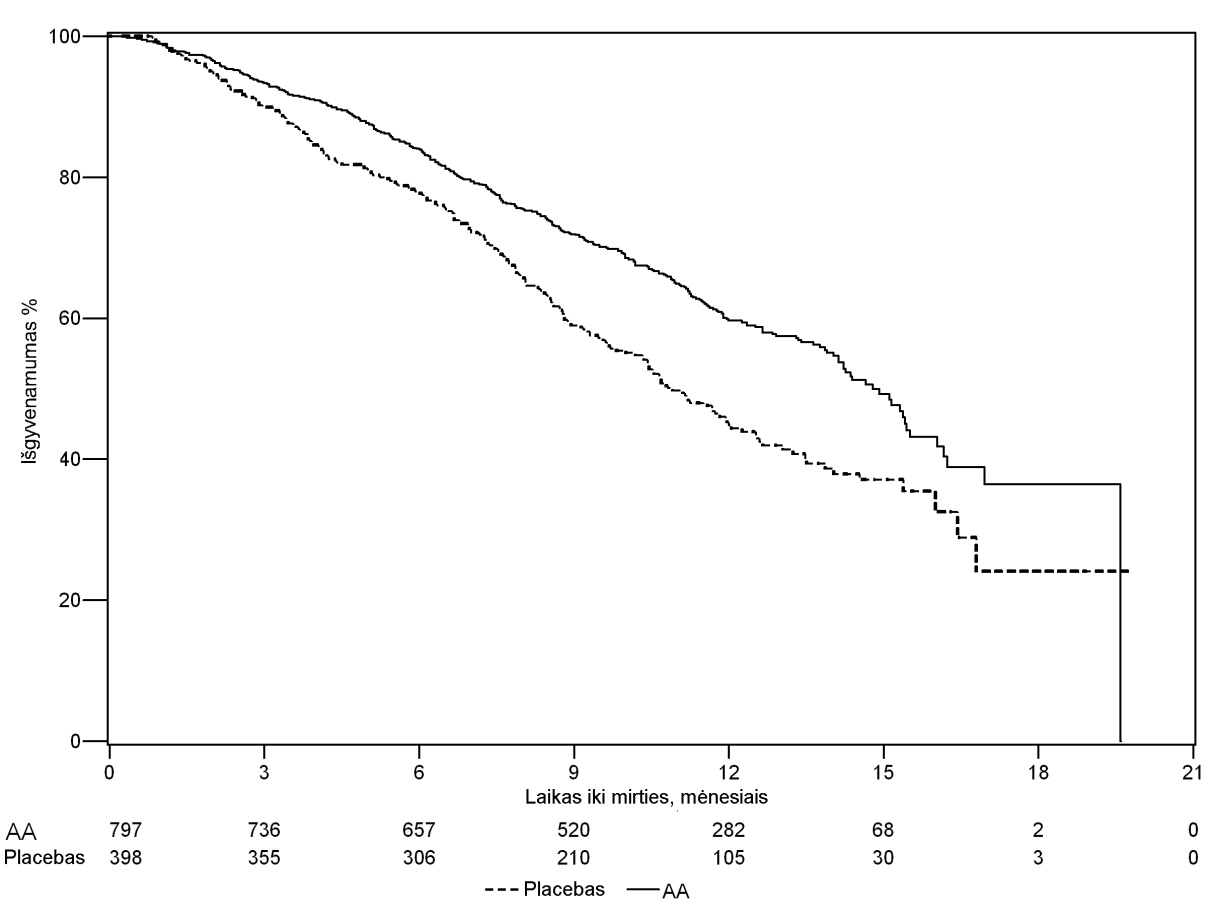 100
80
60
40
20
0
Išgyvenamumas %
0 3 6 9 12 15 18 21
Laikas iki mirties, mėnesiais
AA 797 736 657 520 282 68 2 0
Placebas 398 355 306 210 105 30 3 0
Placebas AA